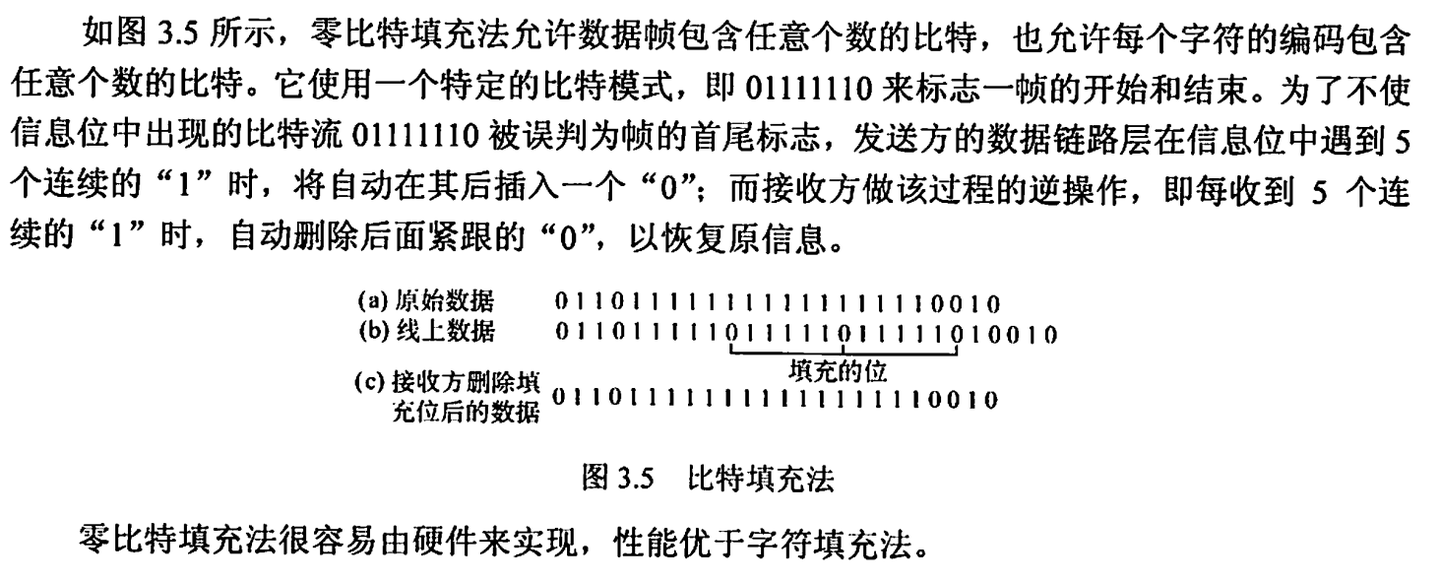 如图 3.5 所示，零比特填充法允许数据帧包含任意个数的比特，也允许每个字符的编码包含
任意个数的比特。它使用一个特定的比特模式，即 01111110 来标志一帧的开始和结束。为了不使
信息位中出现的比特流 01111110 被误判为帧的首尾标志，发送方的数据链路层在信息位中遇到 5
个连续的“1”时，将自动在其后插入一个“0”；而接收方做该过程的逆操作，即每收到 5 个连
续的“1”时，自动删除后面紧跟的“0”，以恢复原信息。
(a) 原始数据 011011111111111111110010
(b) 线上数据 011011111011111011111010010
填充的位
(c) 接收方删除填
充位后的数据 011011111111111111110010
图 3.5 比特填充法
零比特填充法很容易由硬件来实现，性能优于字符填充法。